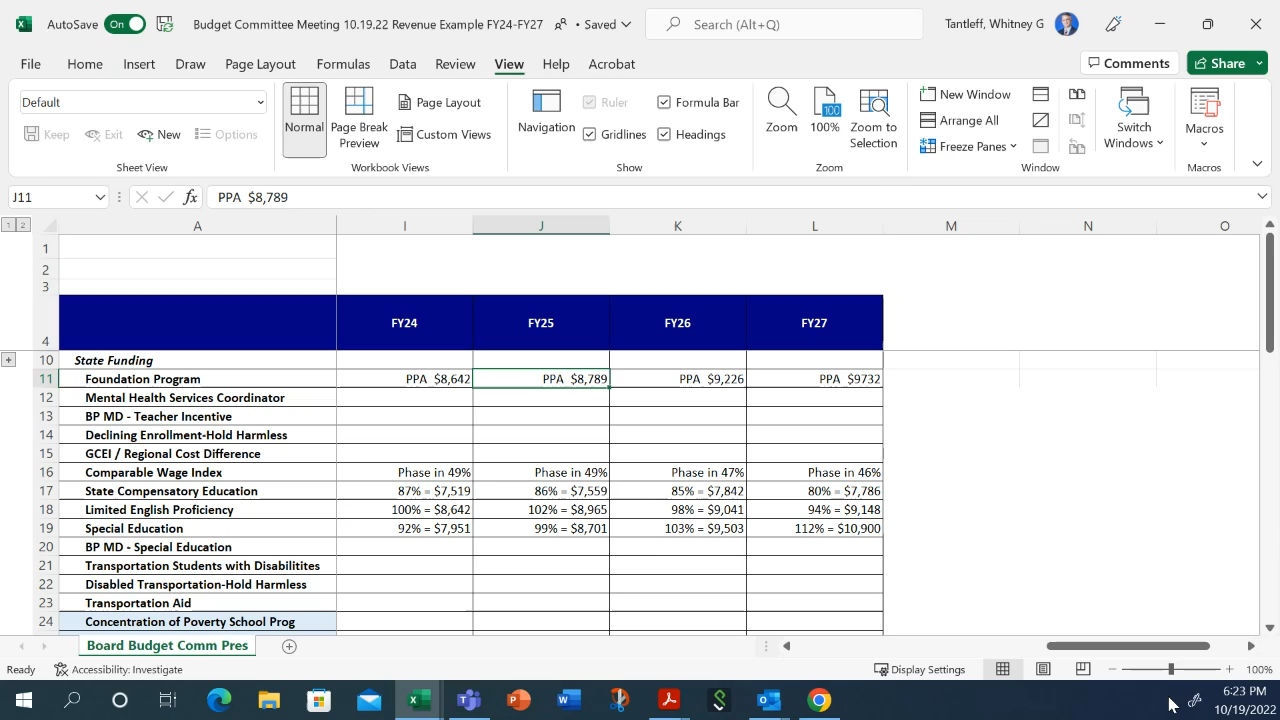 AutoSave On Budget Committee Meeting 10.19.22 Revenue Example FY24-FY27 • Saved Search (Alt+Q) Tantleff, Whitney G
File Home Insert Draw Page Layout Formulas Data Review View Help Acrobat Comments Share
Default
Keep Exit New Options
Sheet View
Normal Page Break Preview Page Layout Custom Views
Workbook Views
Navigation Ruler Gridlines Formula Bar Headings
Show
Zoom 100 100% Zoom to Selection
Zoom
New Window Arrange All Freeze Panes Switch Windows
Window
Macros
Macros
J11 fx PPA $8,789
1 2 A I J K L M N O
1
2
3
4 FY24 FY25 FY26 FY27
10 State Funding
11 Foundation Program PPA $8,642 PPA $8,789 PPA $9,226 PPA $9732
12 Mental Health Services Coordinator
13 BP MD - Teacher Incentive
14 Declining Enrollment-Hold Harmless
15 GCEI / Regional Cost Difference
16 Comparable Wage Index Phase in 49% Phase in 49% Phase in 47% Phase in 46%
17 State Compensatory Education 87% = $7,519 86% = $7,559 85% = $7,842 80% = $7,786
18 Limited English Proficiency 100% = $8,642 102% = $8,965 98% = $9,041 94% = $9,148
19 Special Education 92% = $7,951 99% = $8,701 103% = $9,503 112% = $10,900
20 BP MD - Special Education
21 Transportation Students with Disabilitites
22 Disabled Transportation-Hold Harmless
23 Transportation Aid
24 Concentration of Poverty School Prog
Board Budget Comm Pres
Ready Accessibility: Investigate Display Settings 100%
6:23 PM
10/19/2022